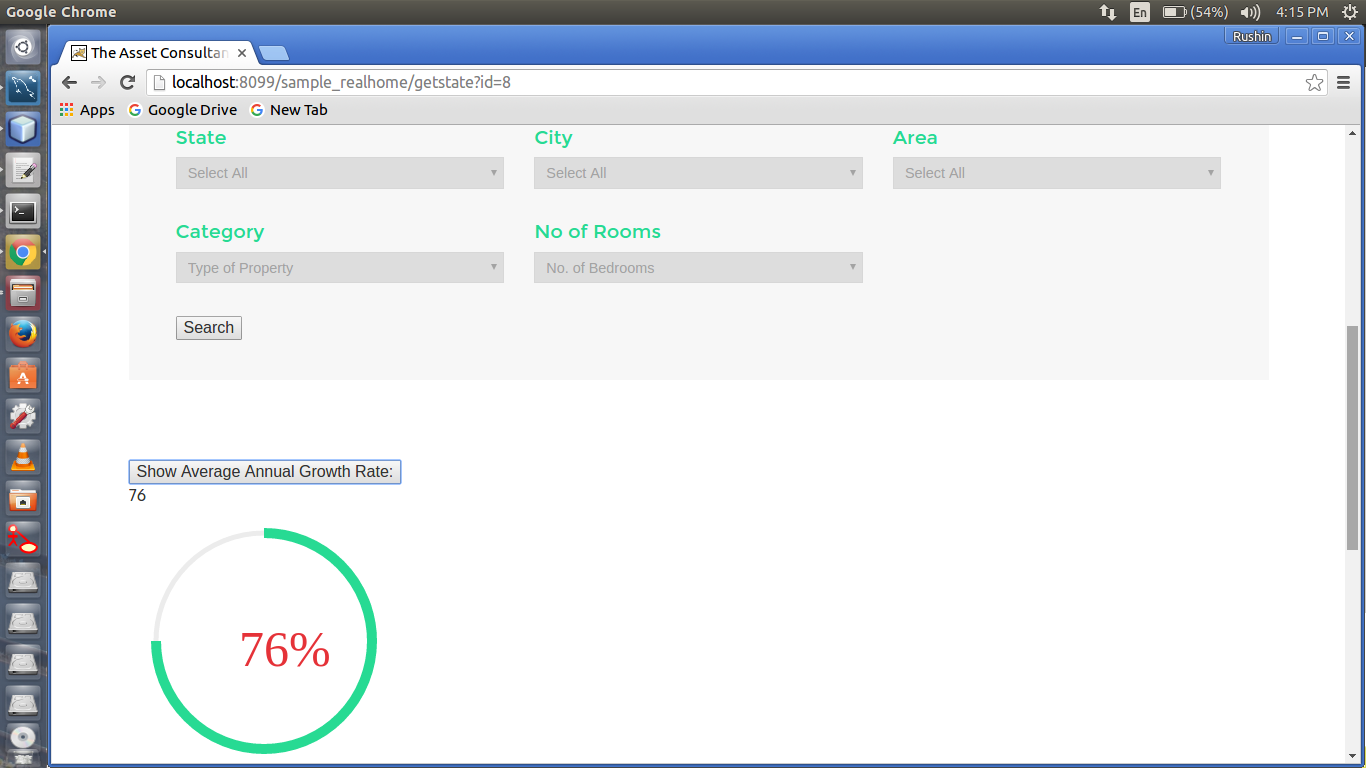 Google Chrome En (54%) 4:15 PM
Rushin
The Asset Consultan
localhost:8099/sample_realhome/getstate?id=8
Apps Google Drive New Tab
State City Area
Select All Select All Select All
Category No of Rooms
Type of Property No. of Bedrooms
Search
Show Average Annual Growth Rate:
76
76%